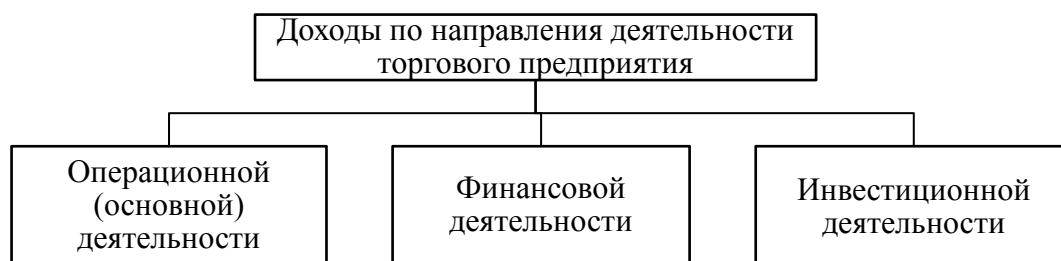 Доходы по направления деятельности
торгового предприятия
Операционной
(основной)
деятельности
Финансовой
деятельности
Инвестиционной
деятельности